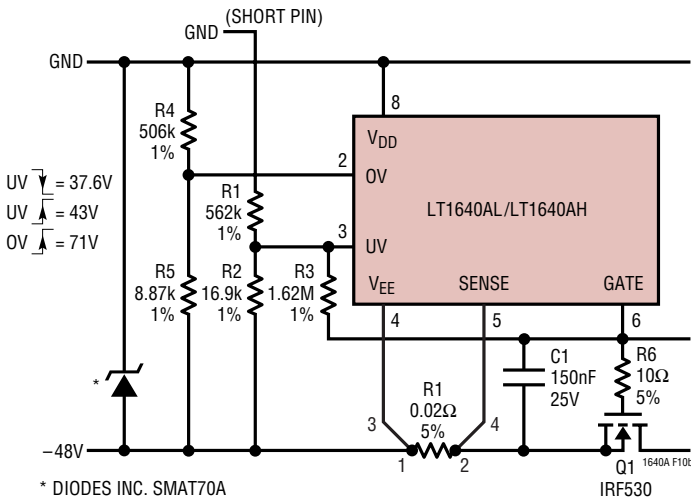 (SHORT PIN)
GND
GND
R4
506k
1%
8
VDD
2
OV
UV = 37.6V
UV = 43V
OV = 71V
R1
562k
1%
LT1640AL/LT1640AH
3
UV
R5
8.87k
1%
R2
16.9k
1%
R3
1.62M
1%
VEE
SENSE
GATE
4
5
6
C1
150nF
25V
R6
10Ω
5%
*
R1
0.02Ω
5%
3
4
–48V
1
2
Q1
IRF530
1640A F10b
* DIODES INC. SMAT70A